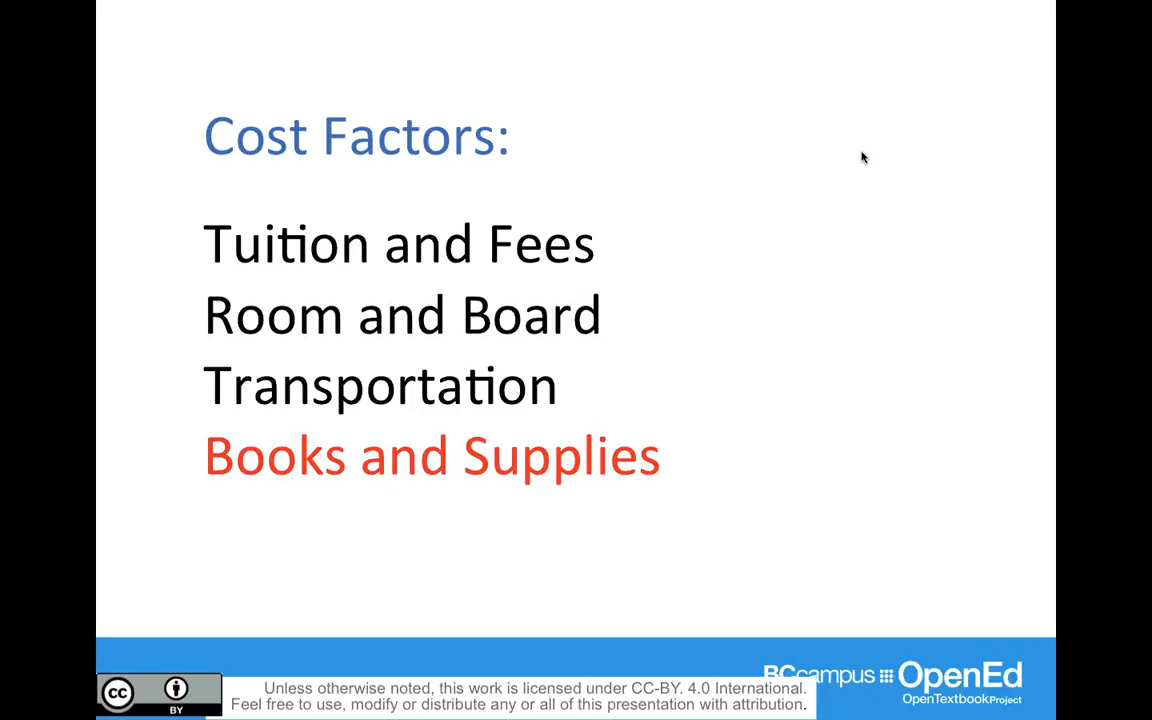 Cost Factors:
Tuition and Fees
Room and Board
Transportation
Books and Supplies
BCcampus OpenEd
OpenTextbookProject
cc
BY
Unless otherwise noted, this work is licensed under CC-BY. 4.0 International.
Feel free to use, modify or distribute any or all of this presentation with attribution.